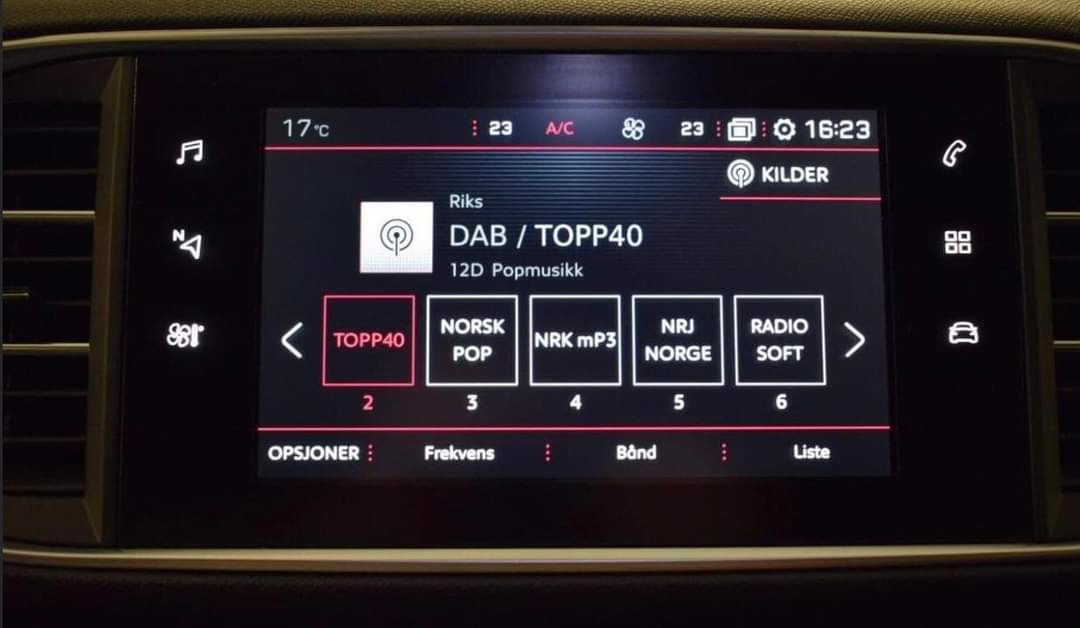 17°C 23 A/C 23 16:23
KILDER
Riks
DAB / TOPP40
12D Popmusikk
N
TOPP40
NORSK
POP
NRK mP3
NRJ
NORGE
RADIO
SOFT
2 3 4 5 6
OPSJONER Frekvens Bånd Liste